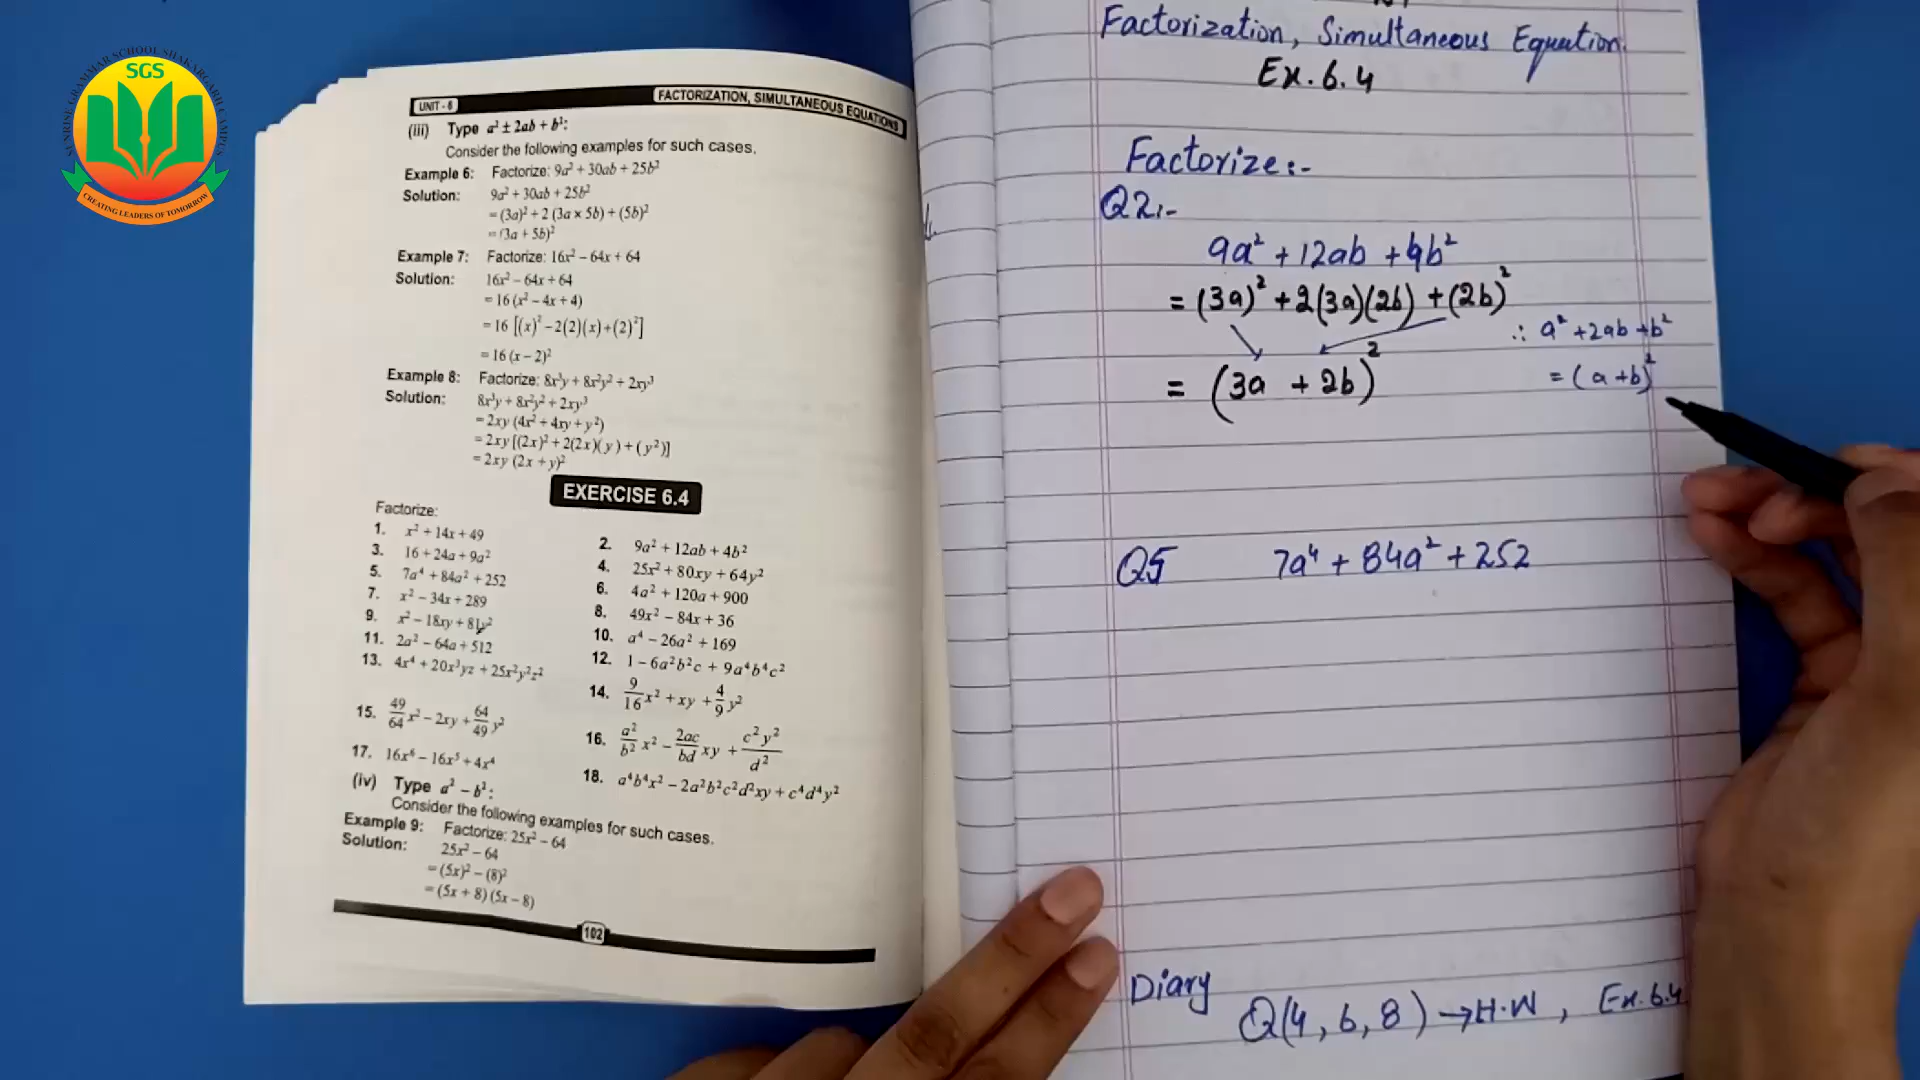 SUNRISE GRAMMAR SCHOOL SHAKARGARH CAMPUS
SGS
CREATING LEADERS OF TOMORROW
UNIT - 6
FACTORIZATION, SIMULTANEOUS EQUATIONS
(iii) Type a² ± 2ab + b²:
Consider the following examples for such cases.
Example 6: Factorize: 9a² + 30ab + 25b²
Solution: 9a² + 30ab + 25b²
= (3a)² + 2 (3a × 5b) + (5b)²
= (3a + 5b)²
Example 7: Factorize: 16x² – 64x + 64
Solution: 16x² – 64x + 64
= 16 (x² – 4x + 4)
= 16 [(x)² – 2(2)(x) + (2)²]
= 16 (x – 2)²
Example 8: Factorize: 8x³y + 8x²y² + 2xy³
Solution: 8x³y + 8x²y² + 2xy³
= 2xy (4x² + 4xy + y²)
= 2xy [(2x)² + 2(2x)(y) + (y²)]
= 2xy (2x + y)²
EXERCISE 6.4
Factorize:
1. x² + 14x + 49
2. 9a² + 12ab + 4b²
3. 16 + 24a + 9a²
4. 25x² + 80xy + 64y²
5. 7a⁴ + 84a² + 252
6. 4a² + 120a + 900
7. x² – 34x + 289
8. 49x² – 84x + 36
9. x² – 18xy + 81y²
10. a⁴ – 26a² + 169
11. 2a² – 64a + 512
12. 1 – 6a²b²c + 9a⁴b⁴c²
13. 4x⁴ + 20x³yz + 25x²y²z²
14. 9/16 x² + xy + 4/9 y²
15. 49/64 x² – 2xy + 64/49 y²
16. a²/b² x² – 2ac/bd xy + c²y²/d²
17. 16x⁶ – 16x⁵ + 4x⁴
18. a⁴b⁴x² – 2a²b²c²d²xy + c⁴d⁴y²
(iv) Type a² – b²:
Consider the following examples for such cases.
Example 9: Factorize: 25x² – 64
Solution: 25x² – 64
= (5x)² – (8)²
= (5x + 8) (5x – 8)
102
Factorization, Simultaneous Equation.
Ex. 6.4
Factorize:-
Q2:-
9a² + 12ab + 4b²
= (3a)² + 2(3a)(2b) + (2b)²
∴ a² + 2ab + b²
= (3a + 2b)²
= (a + b)²
Q5 7a⁴ + 84a² + 252
Diary
Q(4, 6, 8) → H.W , Ex. 6.4